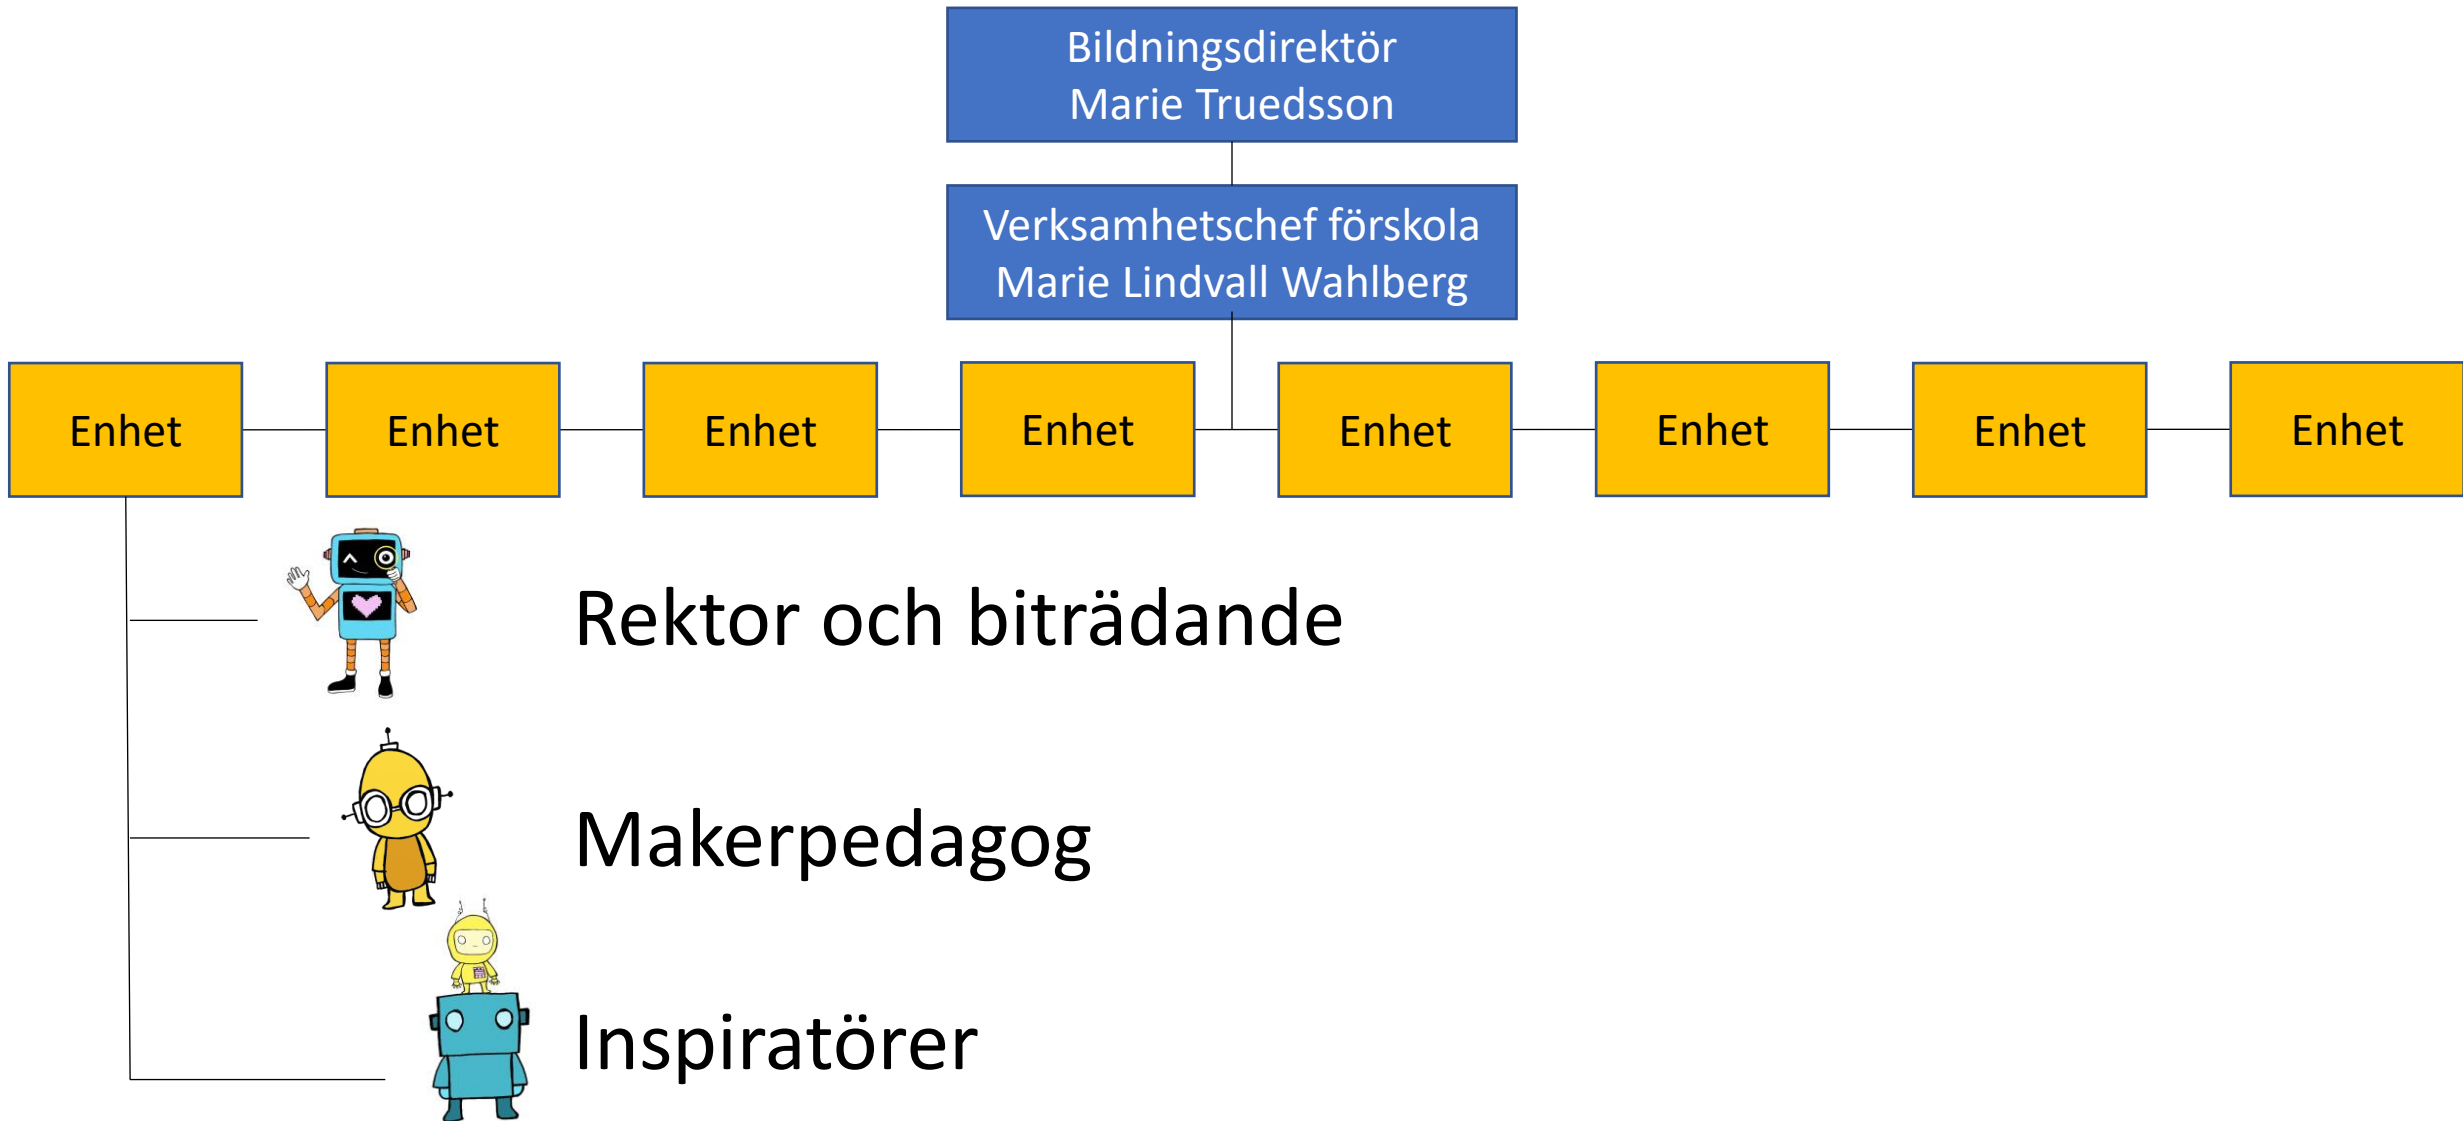 Bildningsdirektör
Marie Truedsson
Verksamhetschef förskola
Marie Lindvall Wahlberg
Enhet
Enhet
Enhet
Enhet
Enhet
Enhet
Enhet
Enhet
Rektor och biträdande
Makerpedagog
Inspiratörer